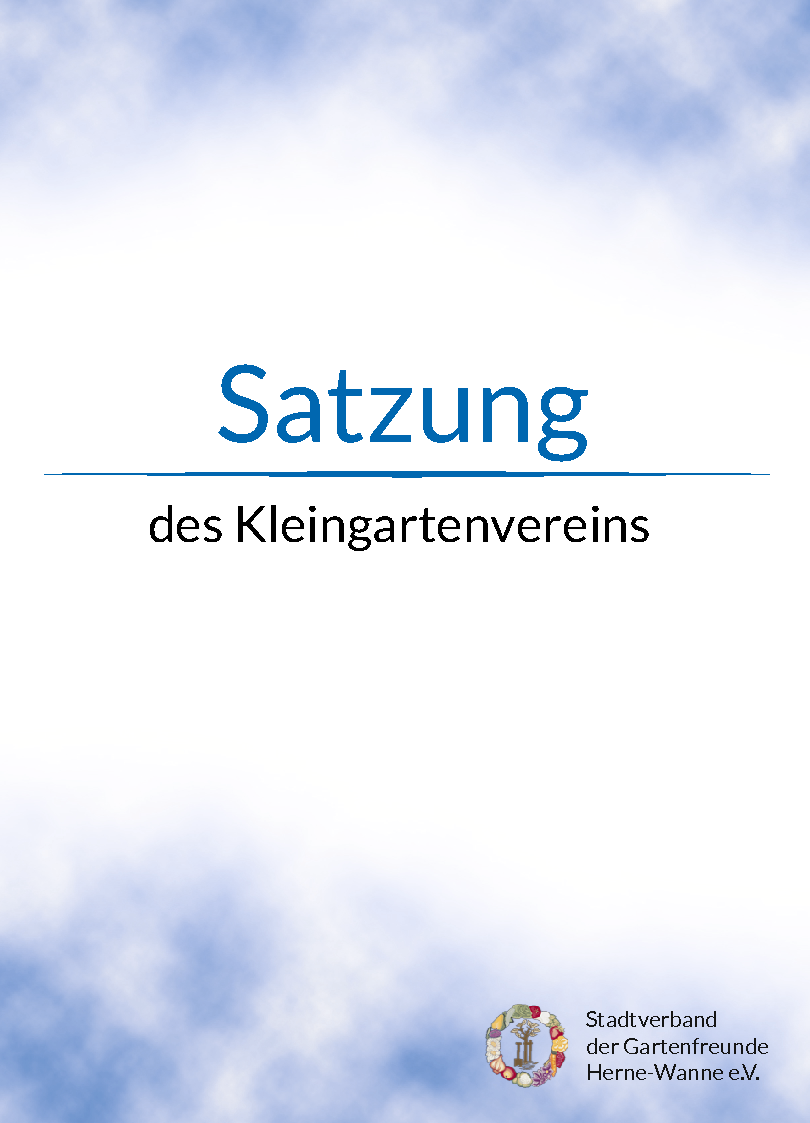 Satzung
des Kleingartenvereins
Stadtverband
der Gartenfreunde
Herne-Wanne e.V.